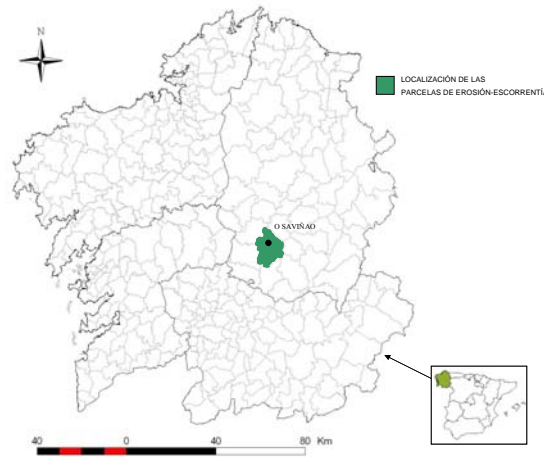 N
LOCALIZACIÓN DE LAS
PARCELAS DE EROSIÓN-ESCORRENTÍA
O SAVIÑAO
40 0 40 80 Km